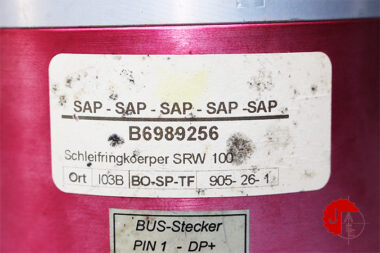 SAP - SAP - SAP - SAP -SAP
B6989256
Schleifringkoerper SRW 100
Ort I03B BO-SP-TF 905- 26- 1
BUS-Stecker
PIN 1 - DP+